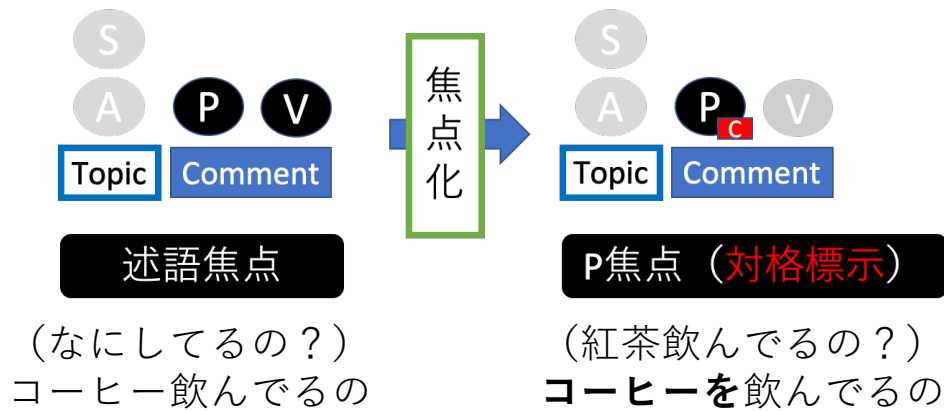 S
A P V
Topic Comment
述語焦点
（なにしてるの？）
コーヒー飲んでるの
焦点化
S
A P C V
Topic Comment
P焦点（対格標示）
（紅茶飲んでるの？）
コーヒーを飲んでるの